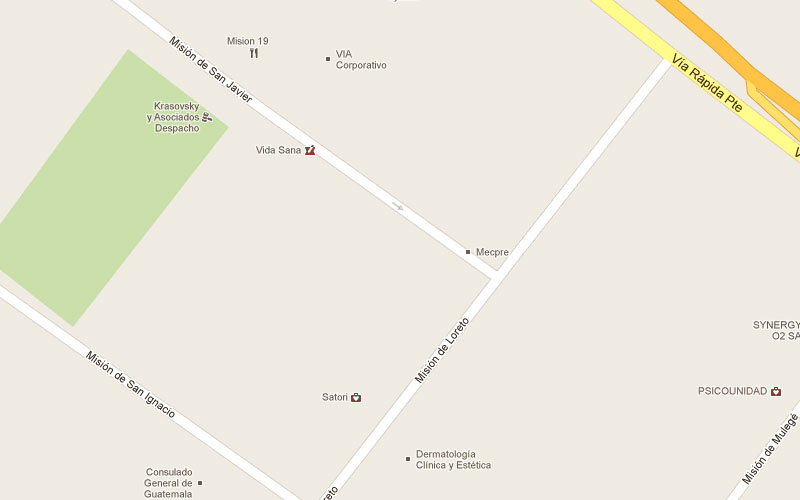 Mision 19
VIA
Corporativo
Misión de San Javier
Vía Rápida Pte
Krasovsky
y Asociados
Despacho
Vida Sana
Mecpre
SYNERGY
O2 SA
Misión de Loreto
Misión de San Ignacio
Satori
PSICOUNIDAD
Misión de Mulegé
Dermatología
Clínica y Estética
Consulado
General de
Guatemala
reto